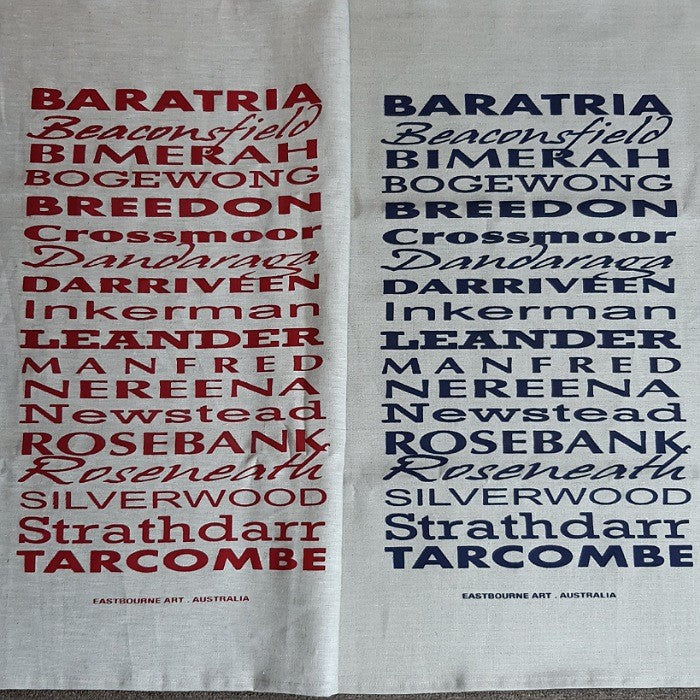 BARATRIA
Beaconsfield
BIMERAH
BOGEWONG
BREEDON
Crossmoor
Dandaraga
DARRIVEEN
Inkerman
LEANDER
MANFRED
NEREENA
Newstead
ROSEBANK
Roseneath
SILVERWOOD
Strathdarr
TARCOMBE
EASTBOURNE ART . AUSTRALIA
BARATRIA
Beaconsfield
BIMERAH
BOGEWONG
BREEDON
Crossmoor
Dandaraga
DARRIVEEN
Inkerman
LEANDER
MANFRED
NEREENA
Newstead
ROSEBANK
Roseneath
SILVERWOOD
Strathdarr
TARCOMBE
EASTBOURNE ART . AUSTRALIA